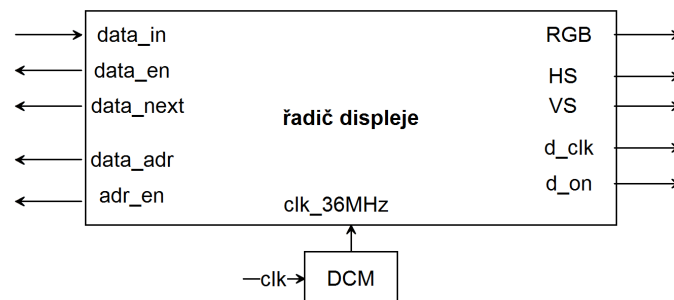 data_in
data_en
data_next
data_adr
adr_en
řadič displeje
clk_36MHz
RGB
HS
VS
d_clk
d_on
clk
DCM